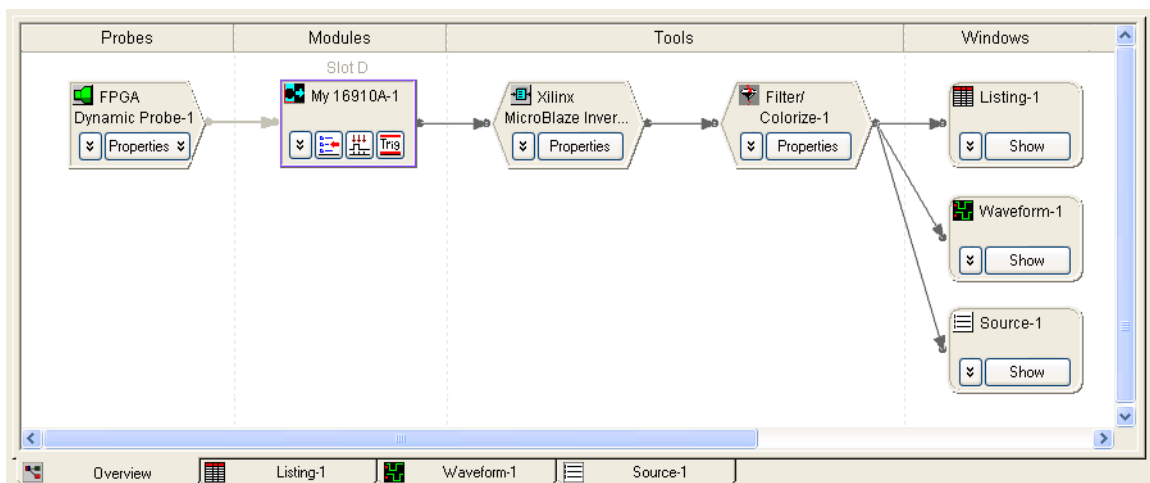 Probes
Modules
Tools
Windows
Slot D
FPGA
Dynamic Probe-1
Properties
My 16910A-1
Trig
Xilinx
MicroBlaze Inver...
Properties
Filter/
Colorize-1
Properties
Listing-1
Show
Waveform-1
Show
Source-1
Show
Overview
Listing-1
Waveform-1
Source-1